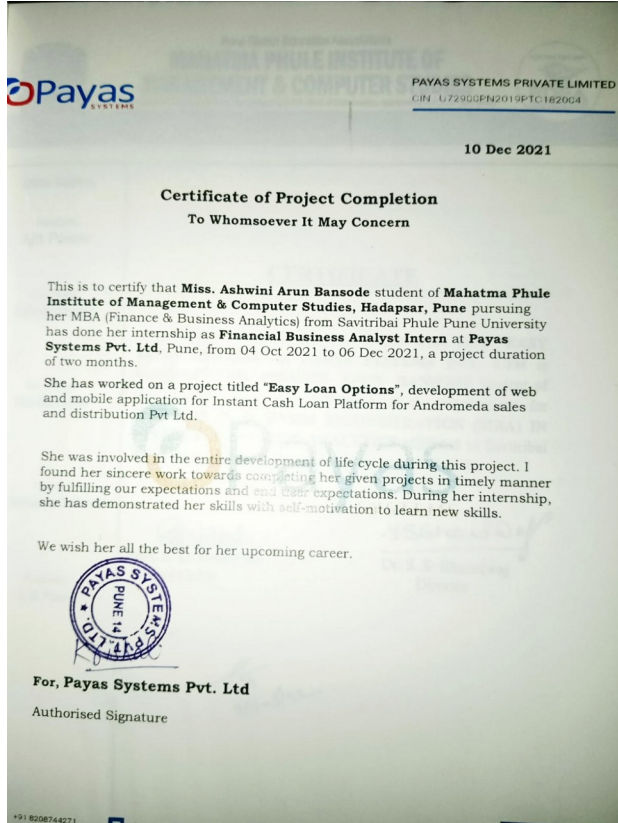 Payas
SYSTEMS
PAYAS SYSTEMS PRIVATE LIMITED
CIN U72900PN2019PTC182004
10 Dec 2021
Certificate of Project Completion
To Whomsoever It May Concern
This is to certify that Miss. Ashwini Arun Bansode student of Mahatma Phule
Institute of Management & Computer Studies, Hadapsar, Pune pursuing
her MBA (Finance & Business Analytics) from Savitribai Phule Pune University
has done her internship as Financial Business Analyst Intern at Payas
Systems Pvt. Ltd, Pune, from 04 Oct 2021 to 06 Dec 2021, a project duration
of two months.
She has worked on a project titled “Easy Loan Options”, development of web
and mobile application for Instant Cash Loan Platform for Andromeda sales
and distribution Pvt Ltd.
She was involved in the entire development of life cycle during this project. I
found her sincere work towards completing her given projects in timely manner
by fulfilling our expectations and end user expectations. During her internship,
she has demonstrated her skills with self-motivation to learn new skills.
We wish her all the best for her upcoming career.
PAYAS SYSTEMS PVT. LTD.
PUNE 14
For, Payas Systems Pvt. Ltd
Authorised Signature
+91 8208744271